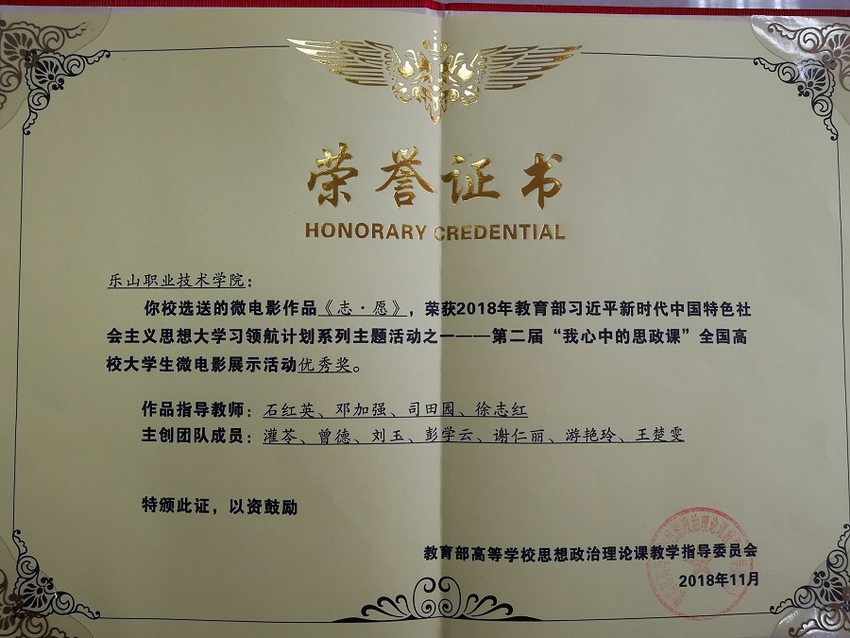 荣誉证书
HONORARY CREDENTIAL
乐山职业技术学院：
你校选送的微电影作品《志·愿》，荣获2018年教育部习近平新时代中国特色社
会主义思想大学习领航计划系列主题活动之一——第二届“我心中的思政课”全国高
校大学生微电影展示活动优秀奖。
作品指导教师：石红英、邓加强、司田园、徐志红
主创团队成员：灌苓、曾德、刘玉、彭学云、谢仁丽、游艳玲、王楚雯
特颁此证，以资鼓励
教育部高等学校思想政治理论课教学指导委员会
2018年11月